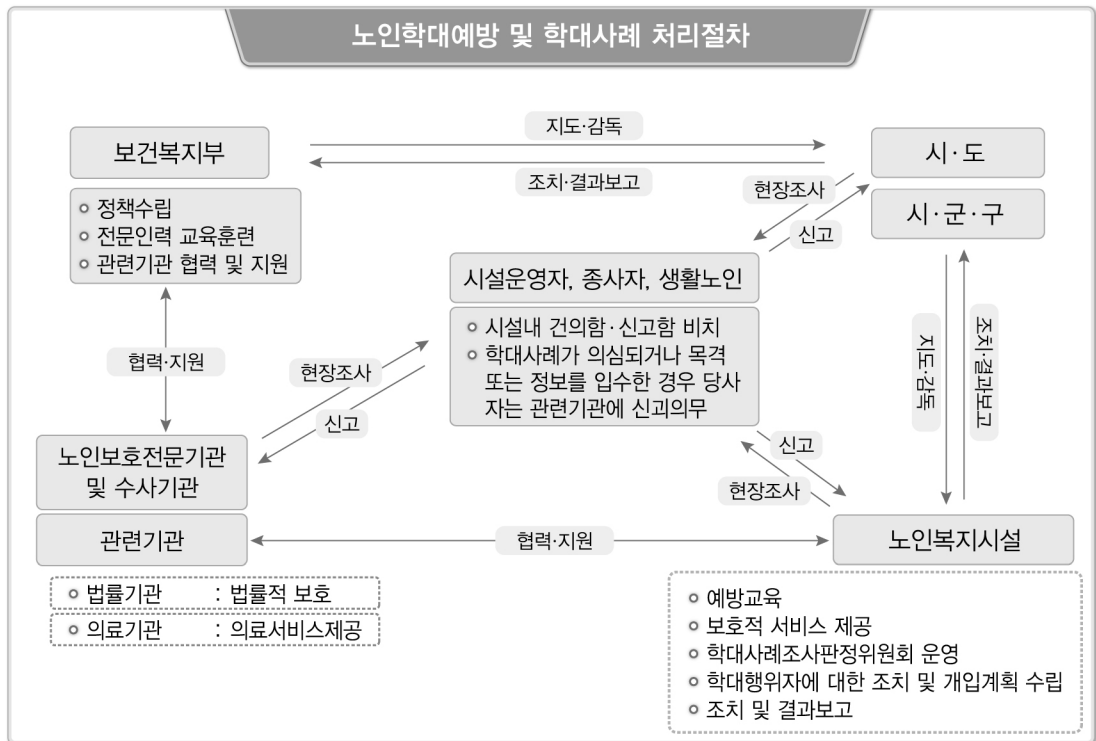 노인학대예방 및 학대사례 처리절차
보건복지부
정책수립
전문인력 교육훈련
관련기관 협력 및 지원
지도·감독
조치·결과보고
시·도
시·군·구
현장조사
신고
시설운영자, 종사자, 생활노인
시설내 건의함·신고함 비치
학대사례가 의심되거나 목격
또는 정보를 입수한 경우 당사
자는 관련기관에 신괴의무
협력·지원
현장조사
신고
지도·감독
조치·결과보고
신고
현장조사
노인보호전문기관
및 수사기관
관련기관
협력·지원
노인복지시설
법률기관 : 법률적 보호
의료기관 : 의료서비스제공
예방교육
보호적 서비스 제공
학대사례조사판정위원회 운영
학대행위자에 대한 조치 및 개입계획 수립
조치 및 결과보고